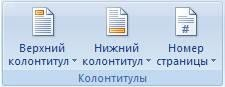 Верхний колонтитул
Нижний колонтитул
Номер страницы
Колонтитулы